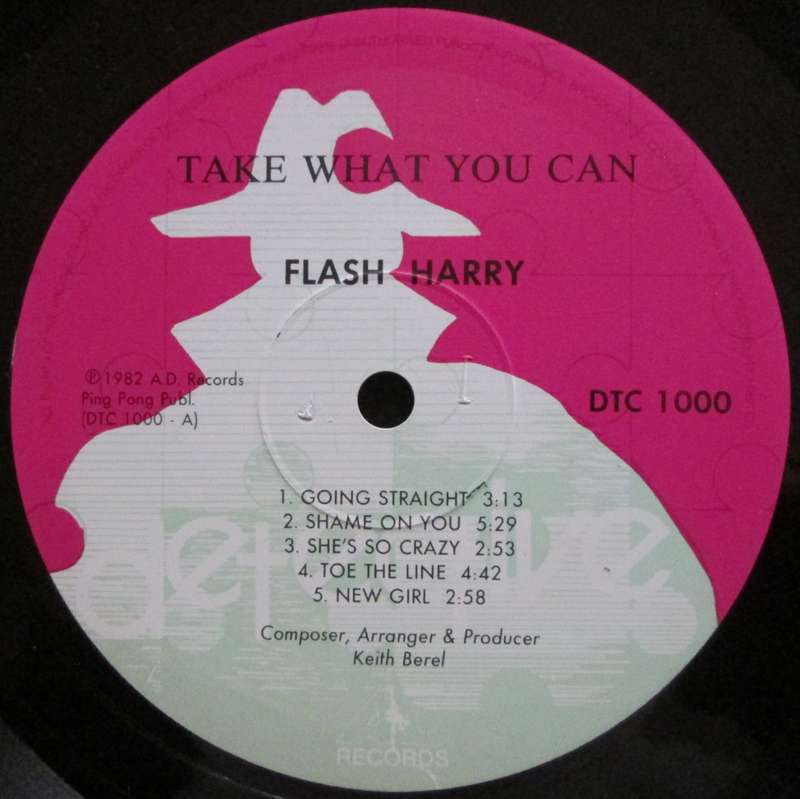 TAKE WHAT YOU CAN
FLASH HARRY
℗1982 A.D. Records
Ping Pong Publ.
(DTC 1000 - A)
DTC 1000
1. GOING STRAIGHT 3:13
2. SHAME ON YOU 5:29
3. SHE'S SO CRAZY 2:53
4. TOE THE LINE 4:42
5. NEW GIRL 2:58
Composer, Arranger & Producer
Keith Berel
detective
RECORDS